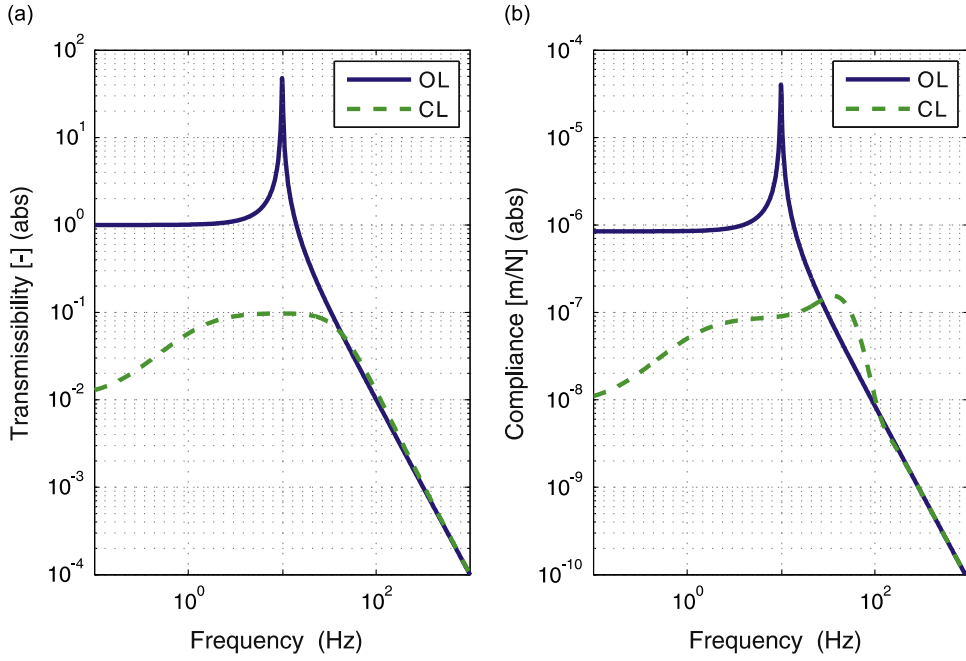 (a)
10^2
10^1
10^0
10^-1
10^-2
10^-3
10^-4
Transmissibility [-] (abs)
OL
CL
10^0
10^2
Frequency (Hz)
(b)
10^-4
10^-5
10^-6
10^-7
10^-8
10^-9
10^-10
Compliance [m/N] (abs)
OL
CL
10^0
10^2
Frequency (Hz)